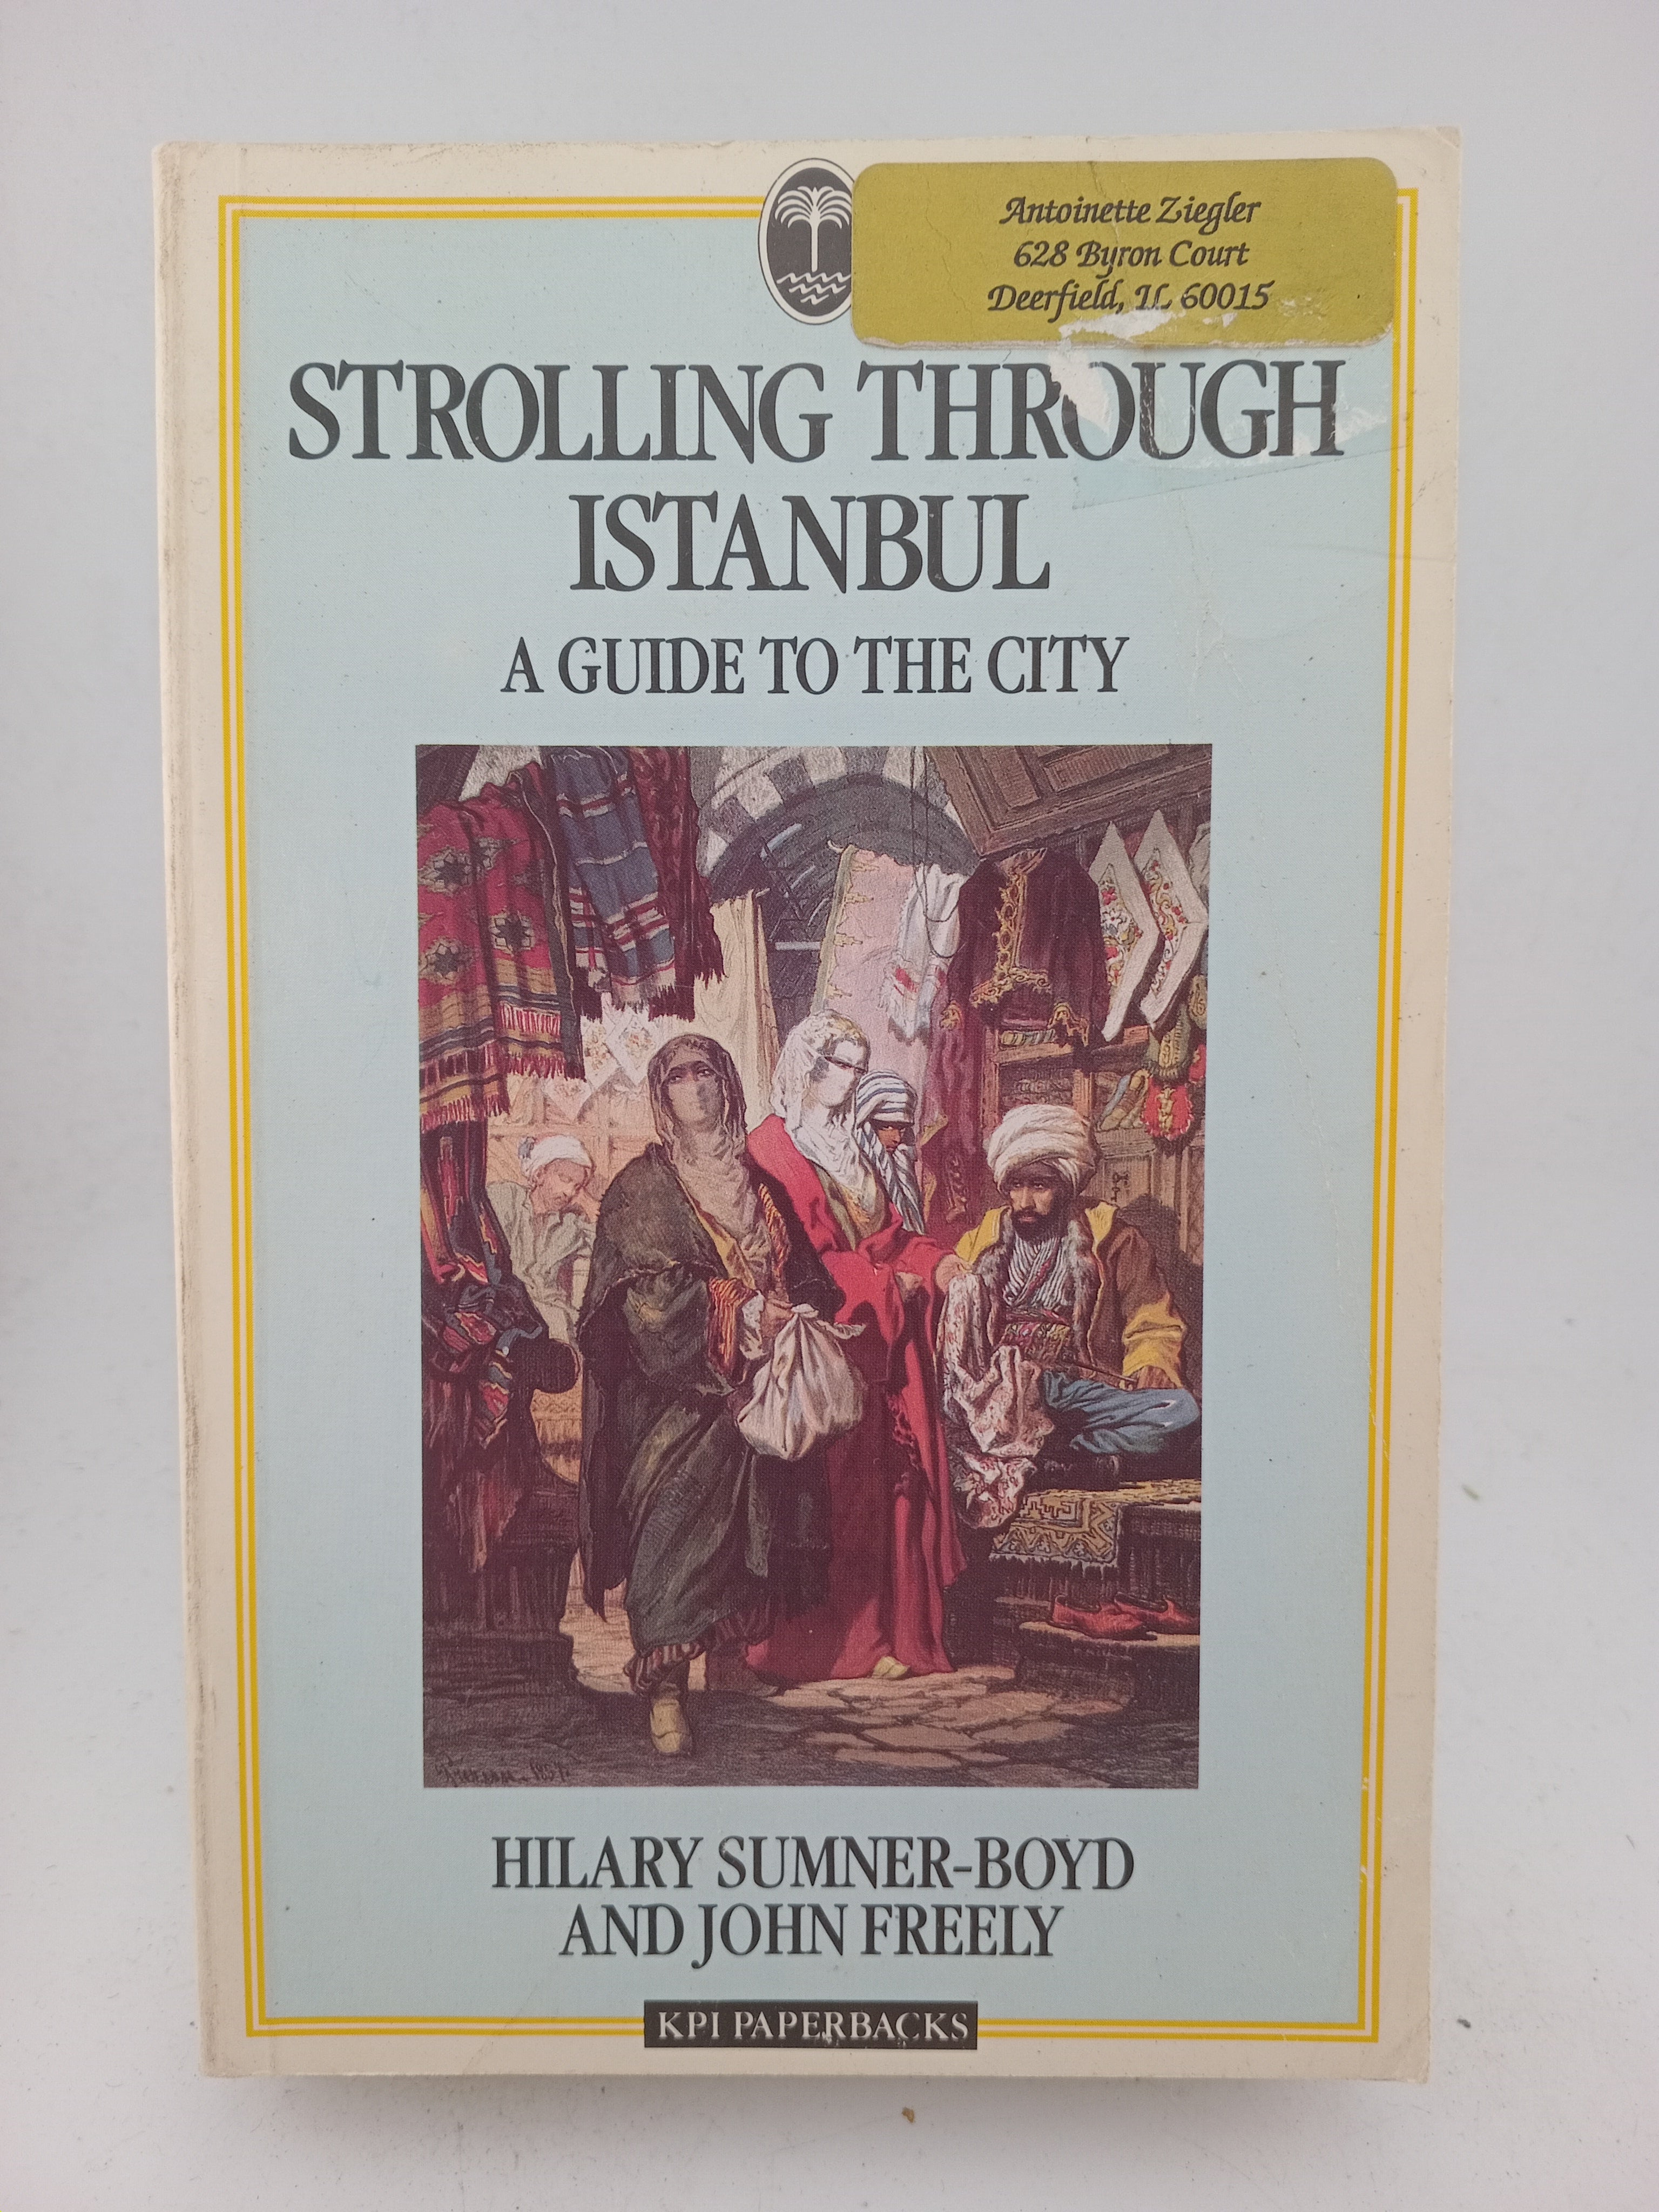 Antoinette Ziegler
628 Byron Court
Deerfield, IL 60015
STROLLING THROUGH
ISTANBUL
A GUIDE TO THE CITY
HILARY SUMNER-BOYD
AND JOHN FREELY
KPI PAPERBACKS